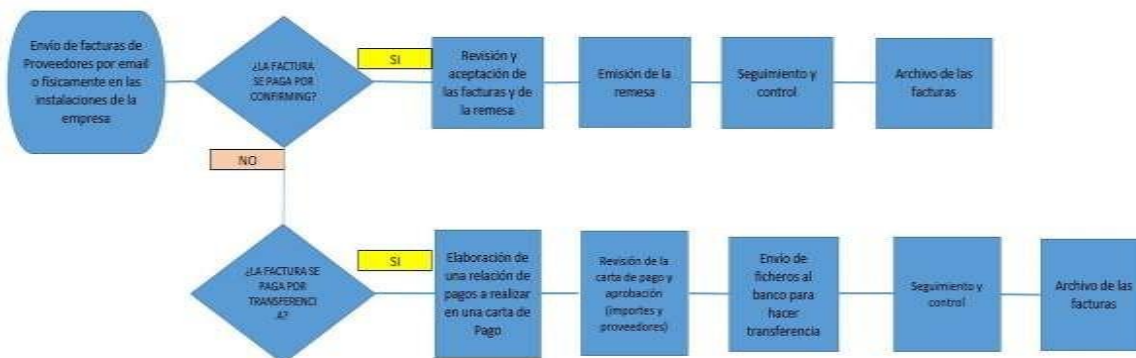 Envío de facturas de
Proveedores por email
o físicamente en las
instalaciones de la
empresa
¿LA FACTURA
SE PAGA POR
CONFIRMING?
SI
Revisión y
aceptación de
las facturas y de
la remesa
Emisión de la
remesa
Seguimiento y
control
Archivo de las
facturas
NO
¿LA FACTURA SE
PAGA POR
TRANSFERENCI
A?
SI
Elaboración de
una relación de
pagos a realizar
en una carta de
Pago
Revisión de la
carta de pago y
aprobación
(importes y
proveedores)
Envío de
ficheros al
banco para
hacer
transferencia
Seguimiento y
control
Archivo de las
facturas